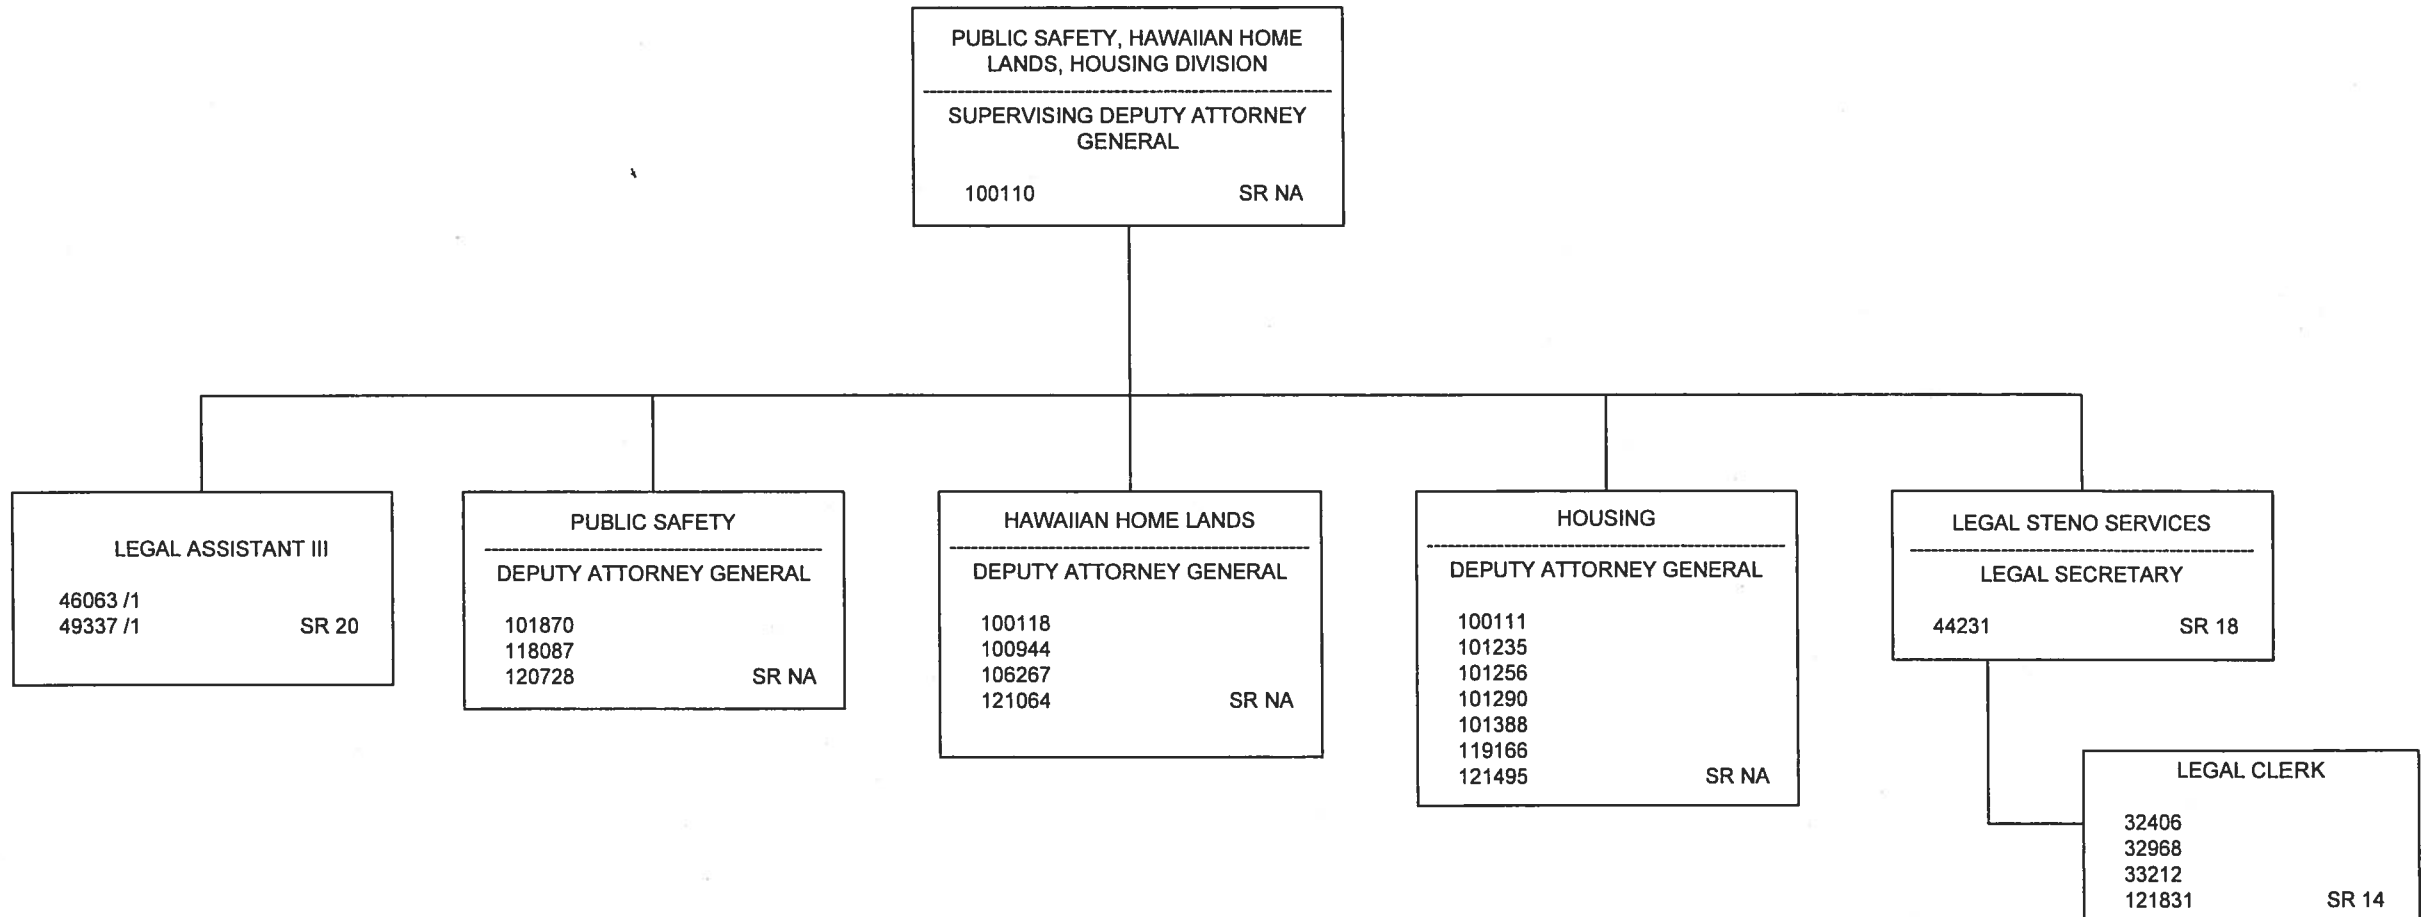 PUBLIC SAFETY, HAWAIIAN HOME
LANDS, HOUSING DIVISION
SUPERVISING DEPUTY ATTORNEY
GENERAL
100110 SR NA
LEGAL ASSISTANT III
46063 /1
49337 /1 SR 20
PUBLIC SAFETY
DEPUTY ATTORNEY GENERAL
101870
118087
120728 SR NA
HAWAIIAN HOME LANDS
DEPUTY ATTORNEY GENERAL
100118
100944
106267
121064 SR NA
HOUSING
DEPUTY ATTORNEY GENERAL
100111
101235
101256
101290
101388
119166
121495 SR NA
LEGAL STENO SERVICES
LEGAL SECRETARY
44231 SR 18
LEGAL CLERK
32406
32968
33212
121831 SR 14